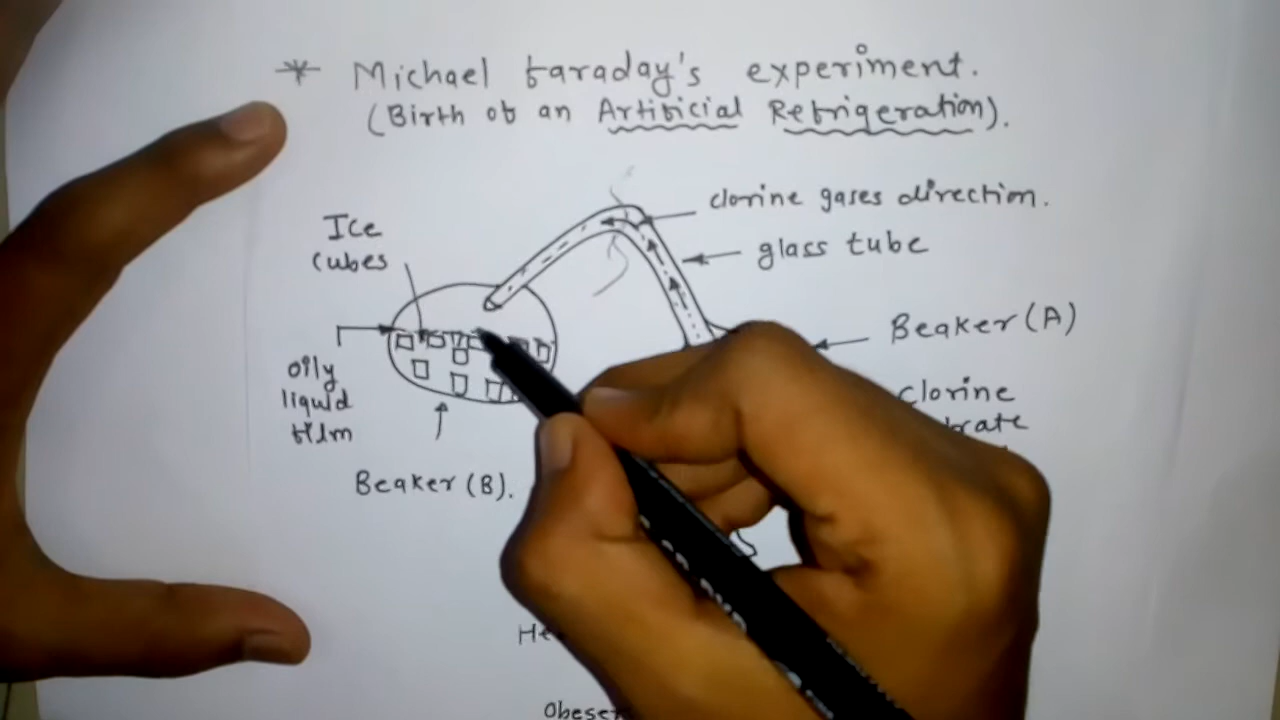 * Michael faraday's experiment.
(Birth of an Artificial Refrigeration).
clorine gases direction.
Ice
cubes
glass tube
Beaker (A)
oily
liquid
film
clorine
Beaker (B).